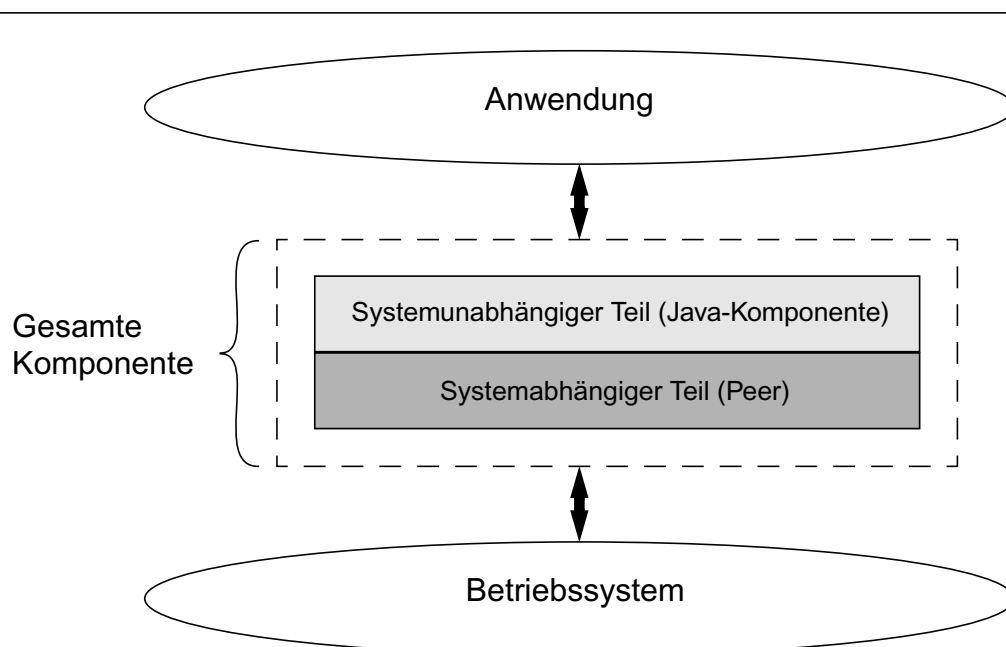 Anwendung
Systemunabhängiger Teil (Java-Komponente)
Gesamte
Komponente
Systemabhängiger Teil (Peer)
Betriebssystem